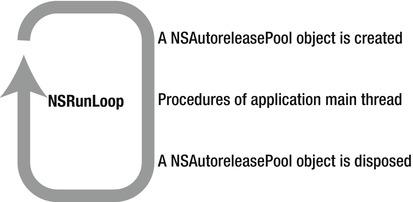 A NSAutoreleasePool object is created
NSRunLoop
Procedures of application main thread
A NSAutoreleasePool object is disposed